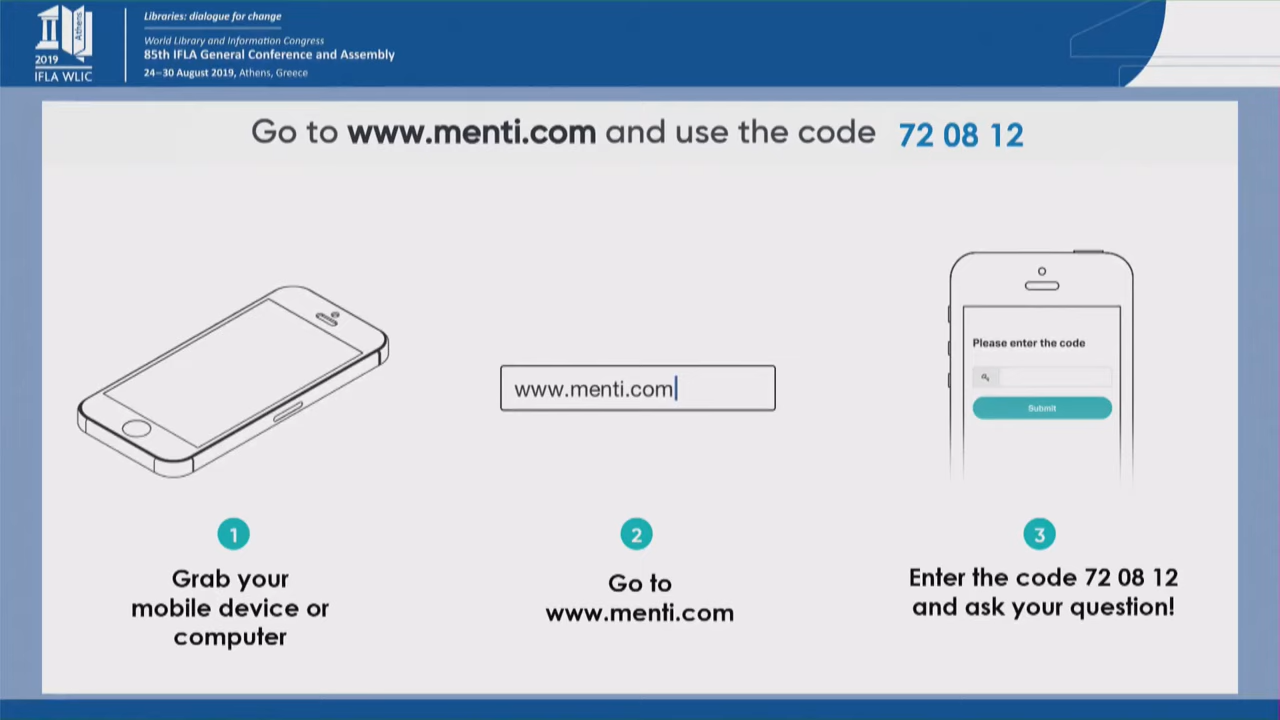 Libraries: dialogue for change
World Library and Information Congress
85th IFLA General Conference and Assembly
24–30 August 2019, Athens, Greece
Athens
2019
IFLA WLIC
Go to www.menti.com and use the code 72 08 12
www.menti.com
Please enter the code
Submit
1
Grab your
mobile device or
computer
2
Go to
www.menti.com
3
Enter the code 72 08 12
and ask your question!